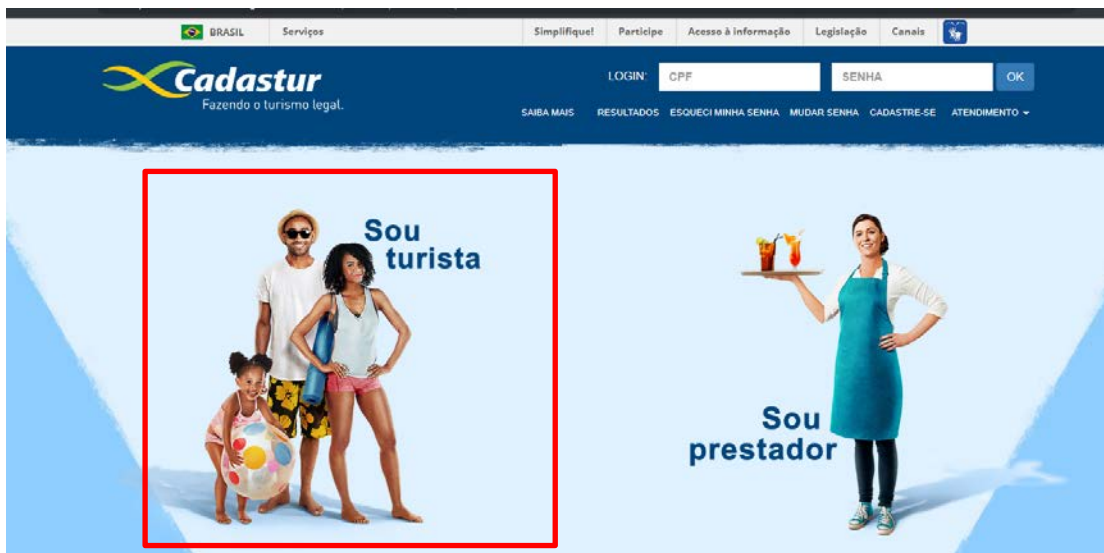 BRASIL Serviços Simplifique! Participe Acesso à informação Legislação Canais
Cadastur
Fazendo o turismo legal.
LOGIN: CPF SENHA OK
SAIBA MAIS RESULTADOS ESQUECI MINHA SENHA MUDAR SENHA CADASTRE-SE ATENDIMENTO
Sou
turista
Sou
prestador